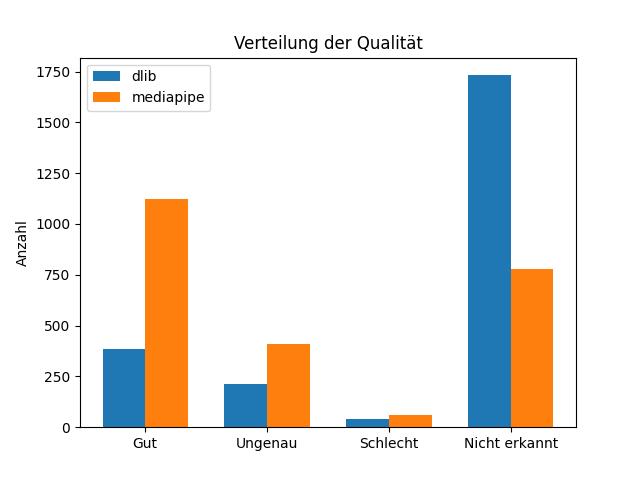 Verteilung der Qualität
dlib
mediapipe
1750
1500
1250
1000
750
500
250
0
Anzahl
Gut
Ungenau
Schlecht
Nicht erkannt